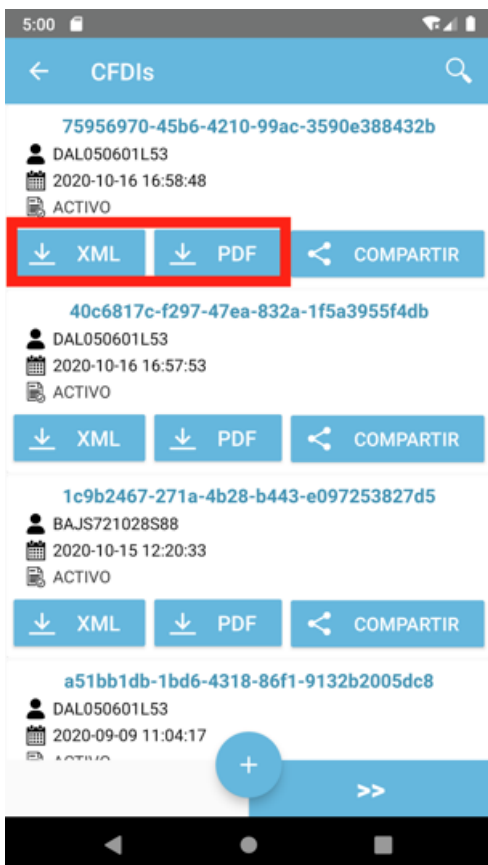 5:00
CFDIs
75956970-45b6-4210-99ac-3590e388432b
DAL050601L53
2020-10-16 16:58:48
ACTIVO
XML PDF COMPARTIR
40c6817c-f297-47ea-832a-1f5a3955f4db
DAL050601L53
2020-10-16 16:57:53
ACTIVO
XML PDF COMPARTIR
1c9b2467-271a-4b28-b443-e097253827d5
BAJS721028S88
2020-10-15 12:20:33
ACTIVO
XML PDF COMPARTIR
a51bb1db-1bd6-4318-86f1-9132b2005dc8
DAL050601L53
2020-09-09 11:04:17
+
>>